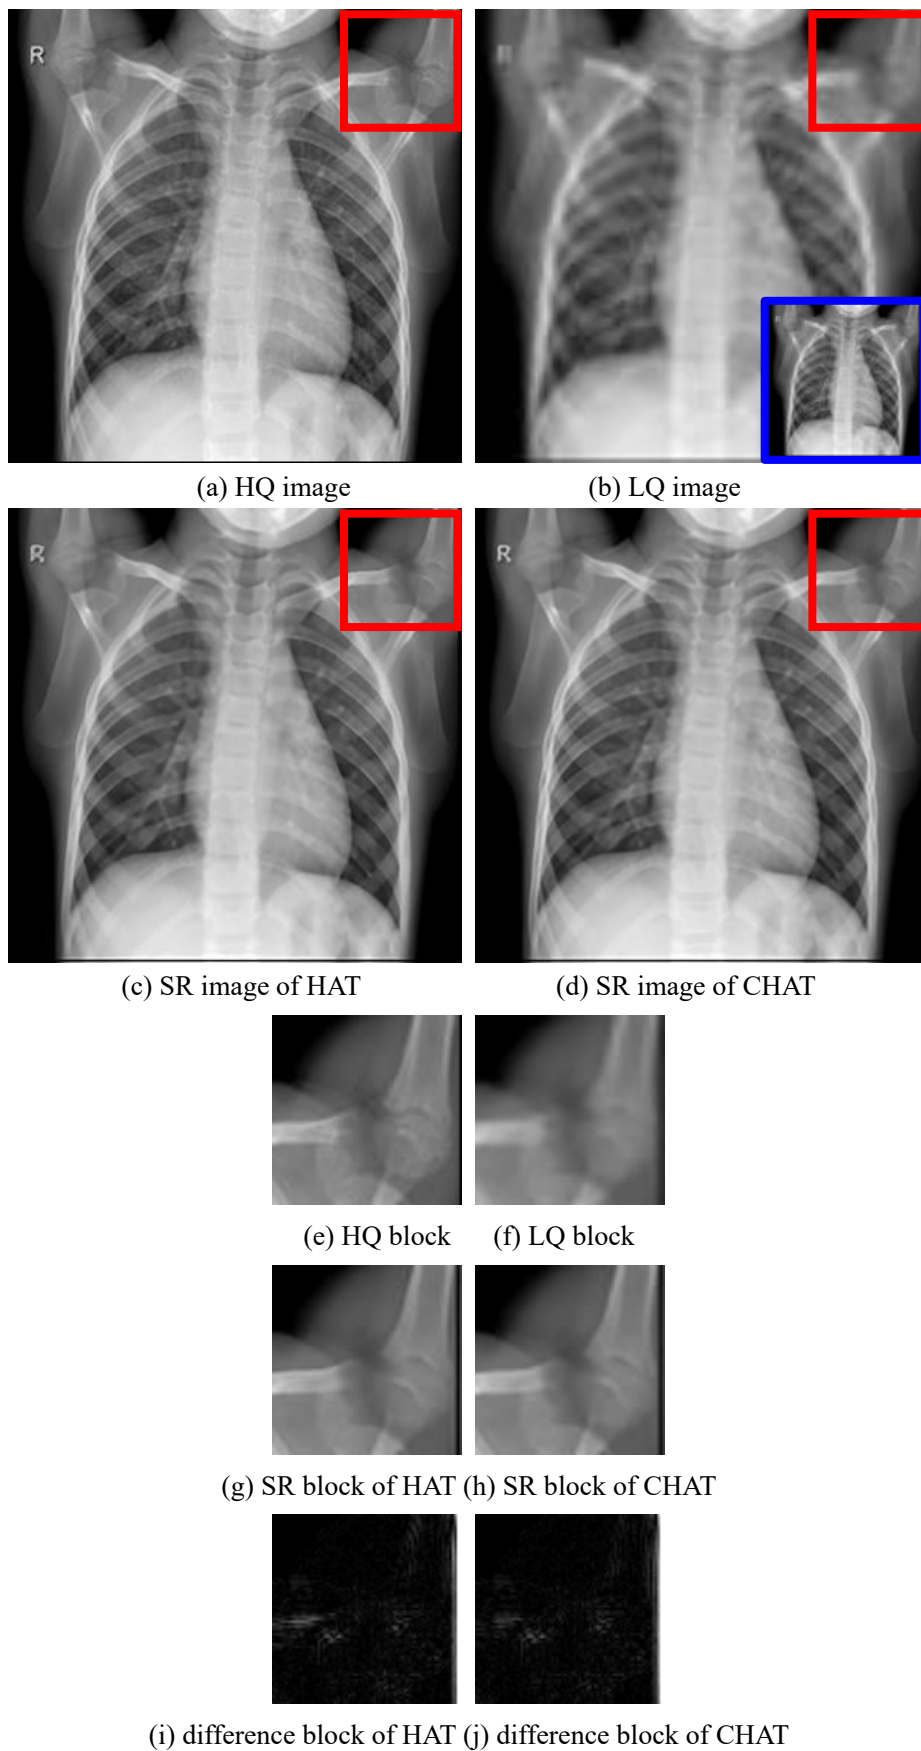 R
(a) HQ image (b) LQ image
R R
(c) SR image of HAT (d) SR image of CHAT
(e) HQ block (f) LQ block
(g) SR block of HAT (h) SR block of CHAT
(i) difference block of HAT (j) difference block of CHAT